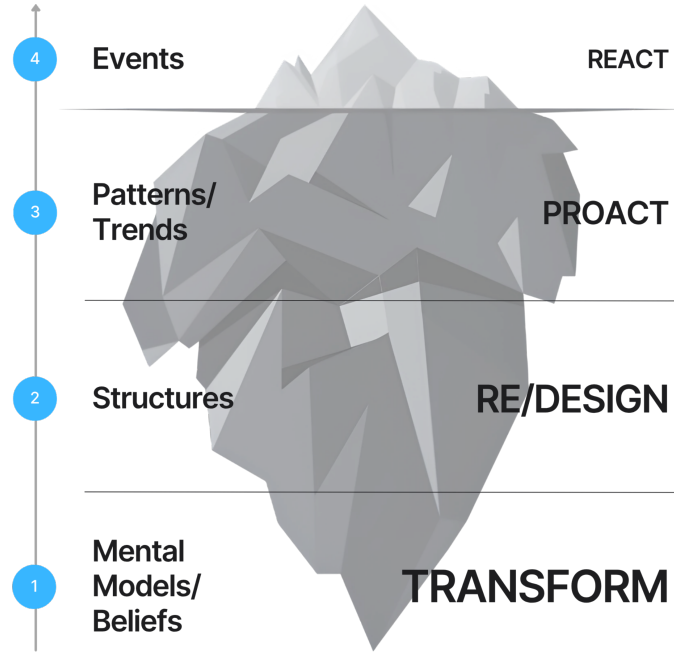 4
Events
REACT
3
Patterns/
Trends
PROACT
2
Structures
RE/DESIGN
1
Mental
Models/
Beliefs
TRANSFORM